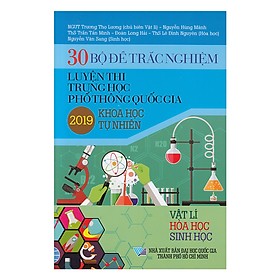 NGƯT Trương Thọ Lương (chủ biên Vật lí) - Nguyễn Hùng Mãnh
ThS Trần Tấn Minh - Đoàn Long Hải - ThS Lê Đình Nguyên (Hóa học)
Nguyễn Văn Sang (Sinh học)
30 BỘ ĐỀ TRẮC NGHIỆM
LUYỆN THI
TRUNG HỌC
PHỔ THÔNG QUỐC GIA
2019 KHOA HỌC
TỰ NHIÊN
VẬT LÍ
HÓA HỌC
SINH HỌC
NHÀ XUẤT BẢN ĐẠI HỌC QUỐC GIA
THÀNH PHỐ HỒ CHÍ MINH